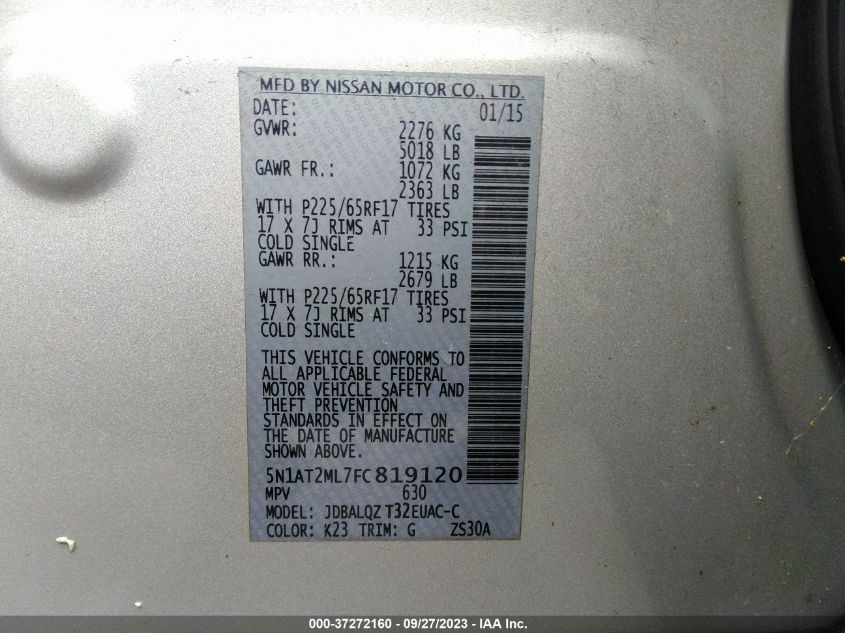 MFD BY NISSAN MOTOR CO., LTD.
DATE: 01/15
GVWR: 2276 KG
5018 LB
GAWR FR.: 1072 KG
2363 LB
WITH P225/65RF17 TIRES
17 X 7J RIMS AT 33 PSI
COLD SINGLE
GAWR RR.: 1215 KG
2679 LB
WITH P225/65RF17 TIRES
17 X 7J RIMS AT 33 PSI
COLD SINGLE
THIS VEHICLE CONFORMS TO
ALL APPLICABLE FEDERAL
MOTOR VEHICLE SAFETY AND
THEFT PREVENTION
STANDARDS IN EFFECT ON
THE DATE OF MANUFACTURE
SHOWN ABOVE.
5N1AT2ML7FC819120
MPV 630
MODEL: JDBALQZ T32EUAC-C
COLOR: K23 TRIM: G ZS30A
000-37272160 - 09/27/2023 - IAA Inc.